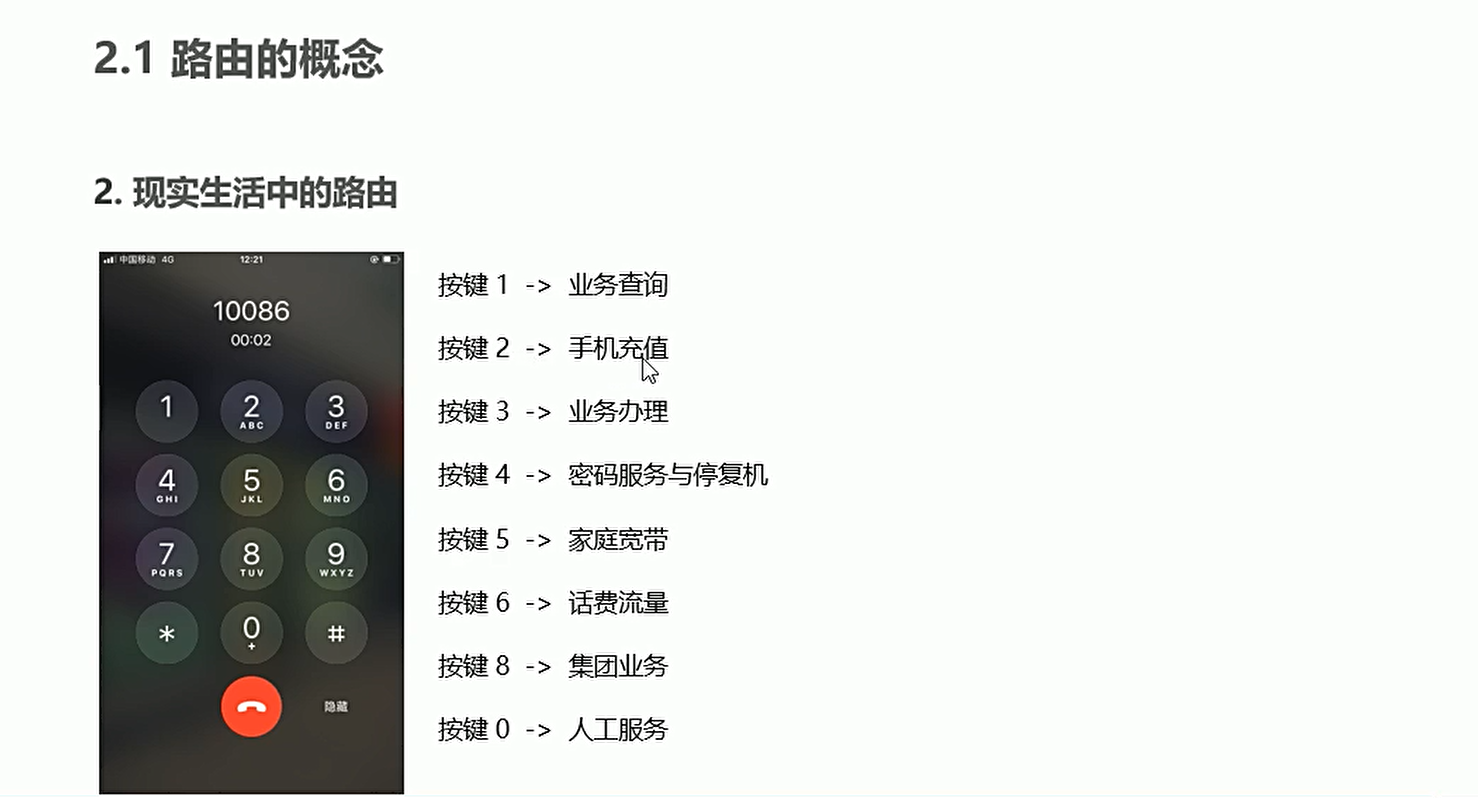 2.1 路由的概念
2. 现实生活中的路由
中国移动 4G 12:21
10086
00:02
1 2 3
ABC DEF
4 5 6
GHI JKL MNO
7 8 9
PQRS TUV WXYZ
* 0 #
+
隐藏
按键 1 -> 业务查询
按键 2 -> 手机充值
按键 3 -> 业务办理
按键 4 -> 密码服务与停复机
按键 5 -> 家庭宽带
按键 6 -> 话费流量
按键 8 -> 集团业务
按键 0 -> 人工服务